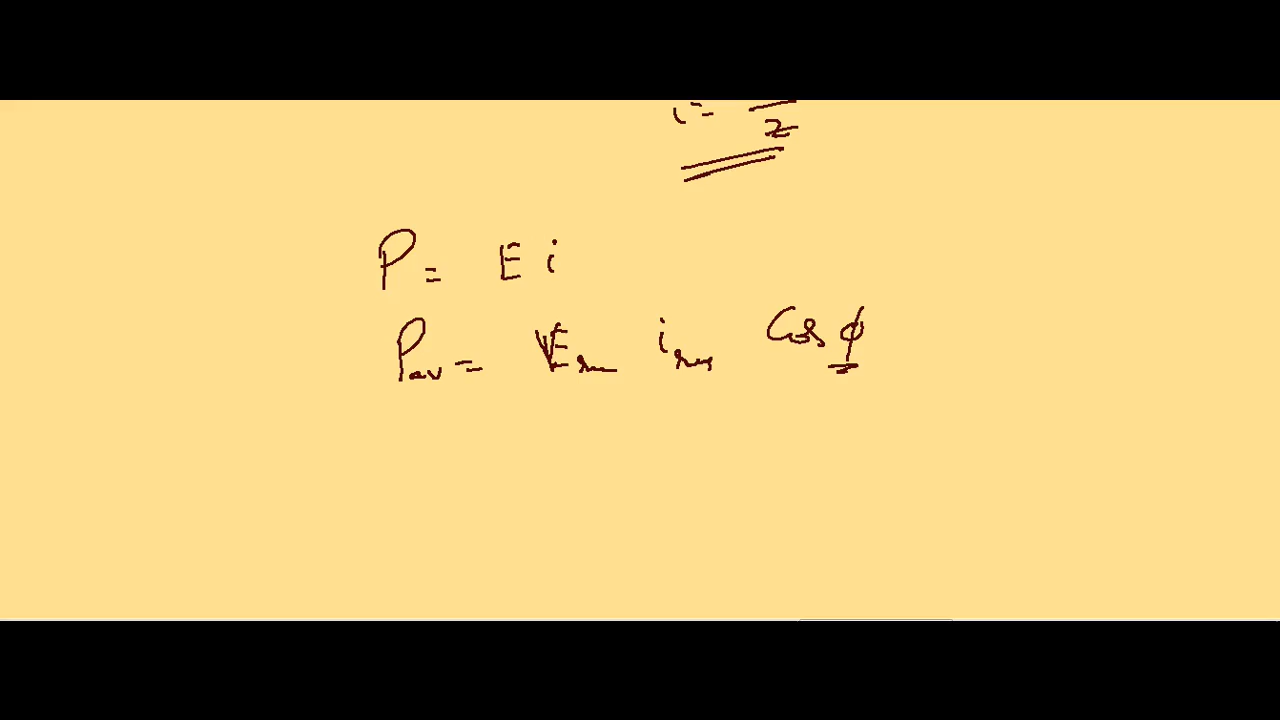 i = / z
P = E i
Pav = Erms irms Cos ϕ